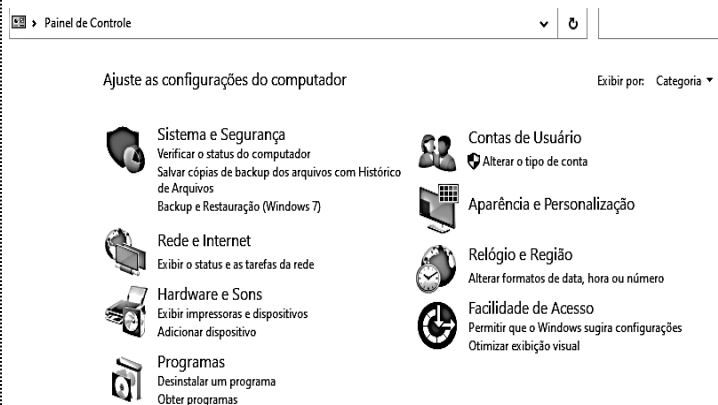 Painel de Controle
Ajuste as configurações do computador
Exibir por: Categoria
Sistema e Segurança
Verificar o status do computador
Salvar cópias de backup dos arquivos com Histórico
de Arquivos
Backup e Restauração (Windows 7)
Rede e Internet
Exibir o status e as tarefas da rede
Hardware e Sons
Exibir impressoras e dispositivos
Adicionar dispositivo
Programas
Desinstalar um programa
Obter programas
Contas de Usuário
Alterar o tipo de conta
Aparência e Personalização
Relógio e Região
Alterar formatos de data, hora ou número
Facilidade de Acesso
Permitir que o Windows sugira configurações
Otimizar exibição visual